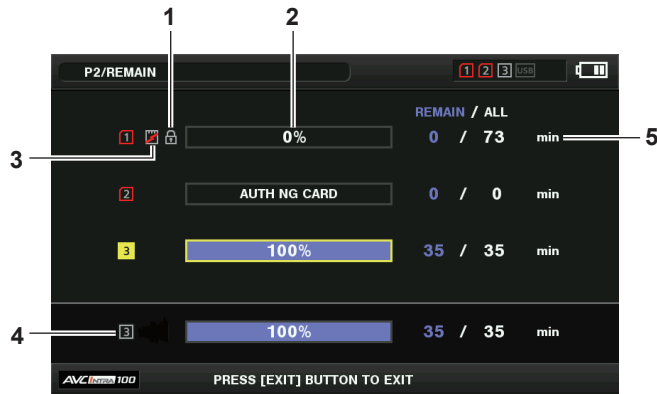 1 2
P2/REMAIN 1 2 3 USB
REMAIN / ALL
3 1 0% 0 / 73 min 5
2 AUTH NG CARD 0 / 0 min
3 100% 35 / 35 min
4 3 100% 35 / 35 min
AVC INTRA 100 PRESS [EXIT] BUTTON TO EXIT